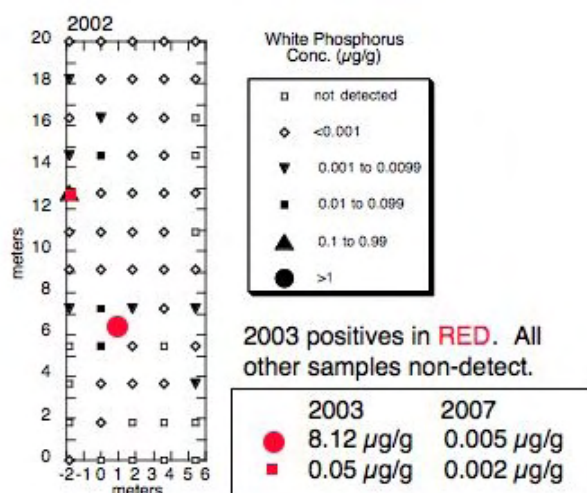 2002
20
18
16
14
12
10
8
6
4
2
0
meters
-2 -1 0 1 2 3 4 5 6
meters
White Phosphorus
Conc. (µg/g)
not detected
<0.001
0.001 to 0.0099
0.01 to 0.099
0.1 to 0.99
>1
2003 positives in RED. All
other samples non-detect.
2003 2007
8.12 µg/g 0.005 µg/g
0.05 µg/g 0.002 µg/g